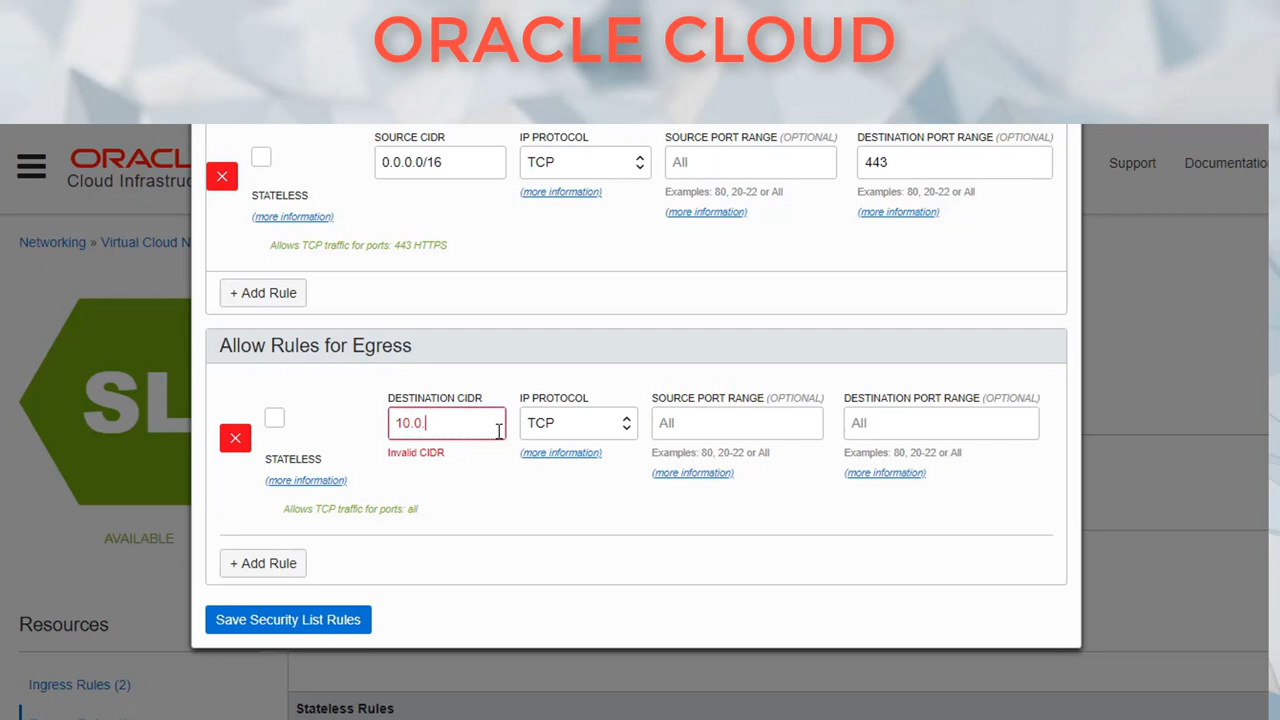 ORACLE CLOUD
SOURCE CIDR
IP PROTOCOL
SOURCE PORT RANGE (OPTIONAL)
DESTINATION PORT RANGE (OPTIONAL)
0.0.0.0/16
TCP
All
443
ORACL
Cloud Infrastruc
Support
Documentatio
STATELESS
(more information)
(more information)
Examples: 80, 20-22 or All
(more information)
Examples: 80, 20-22 or All
(more information)
Allows TCP traffic for ports: 443 HTTPS
Networking » Virtual Cloud N
+ Add Rule
Allow Rules for Egress
DESTINATION CIDR
IP PROTOCOL
SOURCE PORT RANGE (OPTIONAL)
DESTINATION PORT RANGE (OPTIONAL)
10.0.
TCP
All
All
Invalid CIDR
(more information)
Examples: 80, 20-22 or All
(more information)
Examples: 80, 20-22 or All
(more information)
STATELESS
(more information)
Allows TCP traffic for ports: all
SL
AVAILABLE
+ Add Rule
Save Security List Rules
Resources
Ingress Rules (2)
Stateless Rules